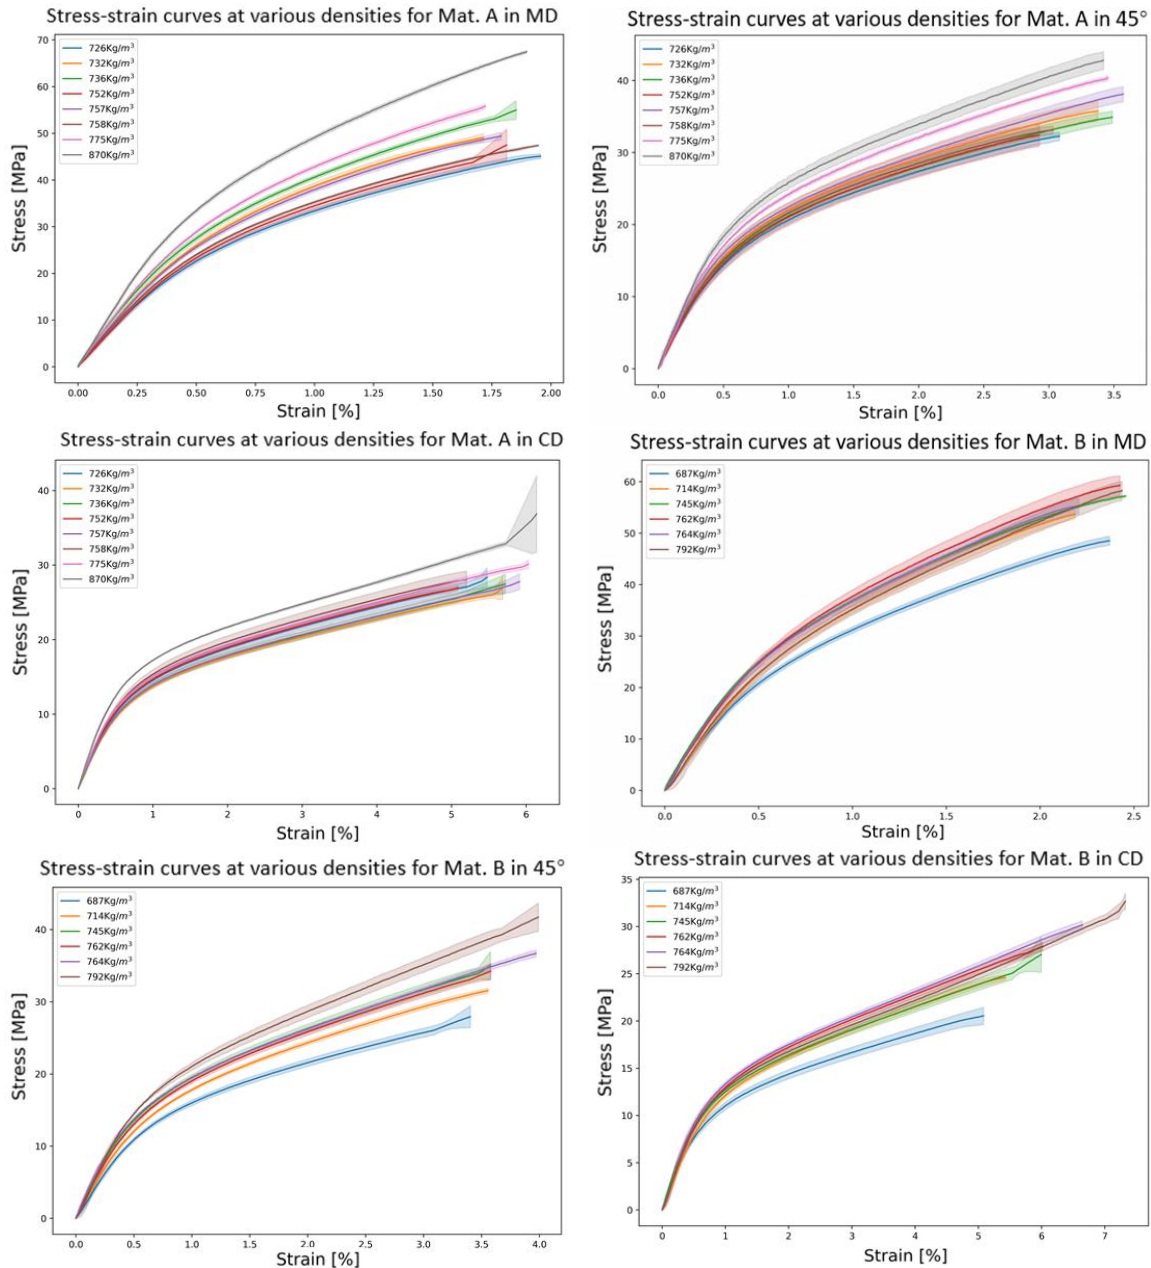 Stress-strain curves at various densities for Mat. A in MD
726Kg/m³
732Kg/m³
736Kg/m³
752Kg/m³
757Kg/m³
758Kg/m³
775Kg/m³
870Kg/m³
Stress [MPa]
70
60
50
40
30
20
10
0
0.00 0.25 0.50 0.75 1.00 1.25 1.50 1.75 2.00
Strain [%]
Stress-strain curves at various densities for Mat. A in 45°
726Kg/m³
732Kg/m³
736Kg/m³
752Kg/m³
757Kg/m³
758Kg/m³
775Kg/m³
870Kg/m³
Stress [MPa]
40
30
20
10
0
0.0 0.5 1.0 1.5 2.0 2.5 3.0 3.5
Strain [%]
Stress-strain curves at various densities for Mat. A in CD
726Kg/m³
732Kg/m³
736Kg/m³
752Kg/m³
757Kg/m³
758Kg/m³
775Kg/m³
870Kg/m³
Stress [MPa]
40
30
20
10
0
0 1 2 3 4 5 6
Strain [%]
Stress-strain curves at various densities for Mat. B in MD
687Kg/m³
714Kg/m³
745Kg/m³
762Kg/m³
764Kg/m³
792Kg/m³
Stress [MPa]
60
50
40
30
20
10
0
0.0 0.5 1.0 1.5 2.0 2.5
Strain [%]
Stress-strain curves at various densities for Mat. B in 45°
687Kg/m³
714Kg/m³
745Kg/m³
762Kg/m³
764Kg/m³
792Kg/m³
Stress [MPa]
40
30
20
10
0
0.0 0.5 1.0 1.5 2.0 2.5 3.0 3.5 4.0
Strain [%]
Stress-strain curves at various densities for Mat. B in CD
687Kg/m³
714Kg/m³
745Kg/m³
762Kg/m³
764Kg/m³
792Kg/m³
Stress [MPa]
35
30
25
20
15
10
5
0
0 1 2 3 4 5 6 7
Strain [%]